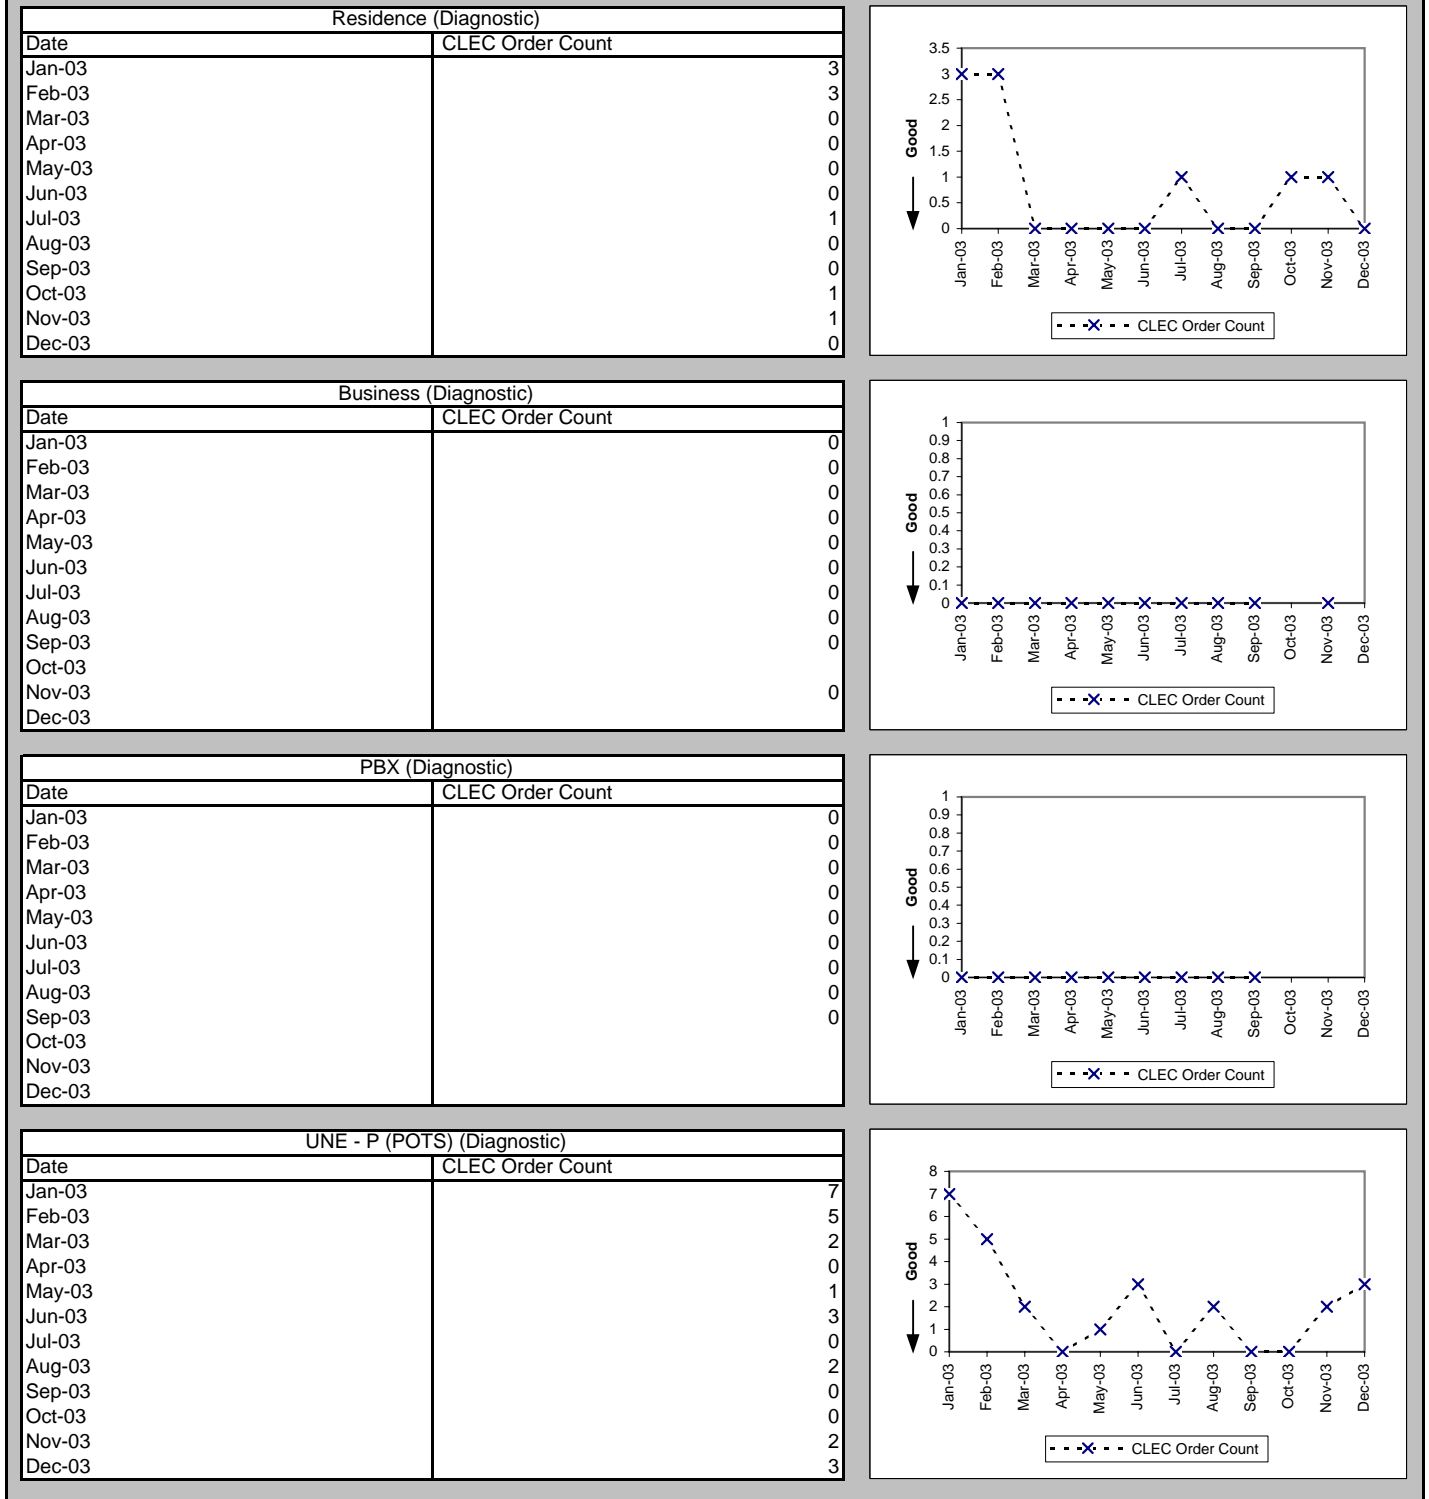 Residence (Diagnostic)
Date CLEC Order Count
Jan-03 3
Feb-03 3
Mar-03 0
Apr-03 0
May-03 0
Jun-03 0
Jul-03 1
Aug-03 0
Sep-03 0
Oct-03 1
Nov-03 1
Dec-03 0
Good
3.5
3
2.5
2
1.5
1
0.5
0
Jan-03 Feb-03 Mar-03 Apr-03 May-03 Jun-03 Jul-03 Aug-03 Sep-03 Oct-03 Nov-03 Dec-03
CLEC Order Count
Business (Diagnostic)
Date CLEC Order Count
Jan-03 0
Feb-03 0
Mar-03 0
Apr-03 0
May-03 0
Jun-03 0
Jul-03 0
Aug-03 0
Sep-03 0
Oct-03
Nov-03 0
Dec-03
Good
1
0.9
0.8
0.7
0.6
0.5
0.4
0.3
0.2
0.1
0
Jan-03 Feb-03 Mar-03 Apr-03 May-03 Jun-03 Jul-03 Aug-03 Sep-03 Oct-03 Nov-03 Dec-03
CLEC Order Count
PBX (Diagnostic)
Date CLEC Order Count
Jan-03 0
Feb-03 0
Mar-03 0
Apr-03 0
May-03 0
Jun-03 0
Jul-03 0
Aug-03 0
Sep-03 0
Oct-03
Nov-03
Dec-03
Good
1
0.9
0.8
0.7
0.6
0.5
0.4
0.3
0.2
0.1
0
Jan-03 Feb-03 Mar-03 Apr-03 May-03 Jun-03 Jul-03 Aug-03 Sep-03 Oct-03 Nov-03 Dec-03
CLEC Order Count
UNE - P (POTS) (Diagnostic)
Date CLEC Order Count
Jan-03 7
Feb-03 5
Mar-03 2
Apr-03 0
May-03 1
Jun-03 3
Jul-03 0
Aug-03 2
Sep-03 0
Oct-03 0
Nov-03 2
Dec-03 3
Good
8
7
6
5
4
3
2
1
0
Jan-03 Feb-03 Mar-03 Apr-03 May-03 Jun-03 Jul-03 Aug-03 Sep-03 Oct-03 Nov-03 Dec-03
CLEC Order Count